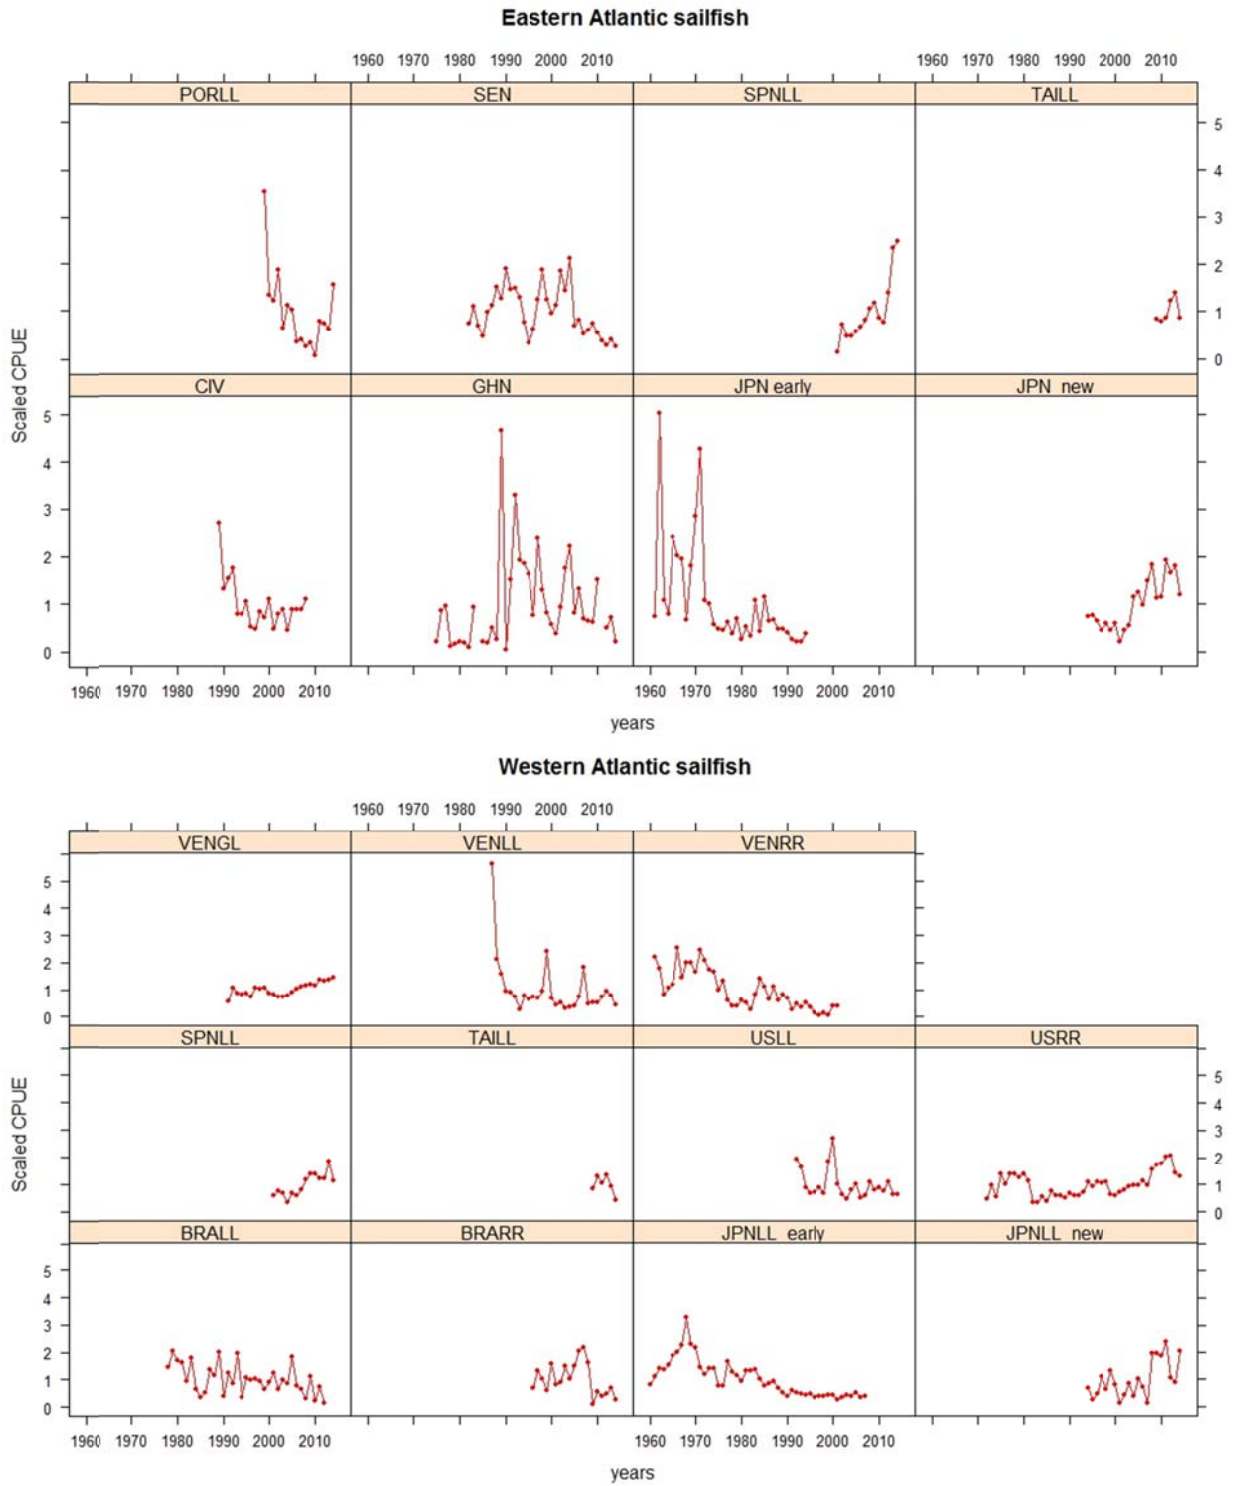 Eastern Atlantic sailfish
1960 1970 1980 1990 2000 2010 1960 1970 1980 1990 2000 2010
PORLL SEN SPNLL TAILL
5
4
3
2
1
0
Scaled CPUE
CIV GHN JPN early JPN new
5
4
3
2
1
0
1960 1970 1980 1990 2000 2010 1960 1970 1980 1990 2000 2010
years
Western Atlantic sailfish
1960 1970 1980 1990 2000 2010
VENGL VENLL VENRR
5
4
3
2
1
0
SPNLL TAILL USLL USRR
5
4
3
2
1
0
Scaled CPUE
BRALL BRARR JPNLL early JPNLL new
5
4
3
2
1
0
1960 1970 1980 1990 2000 2010 1960 1970 1980 1990 2000 2010
years